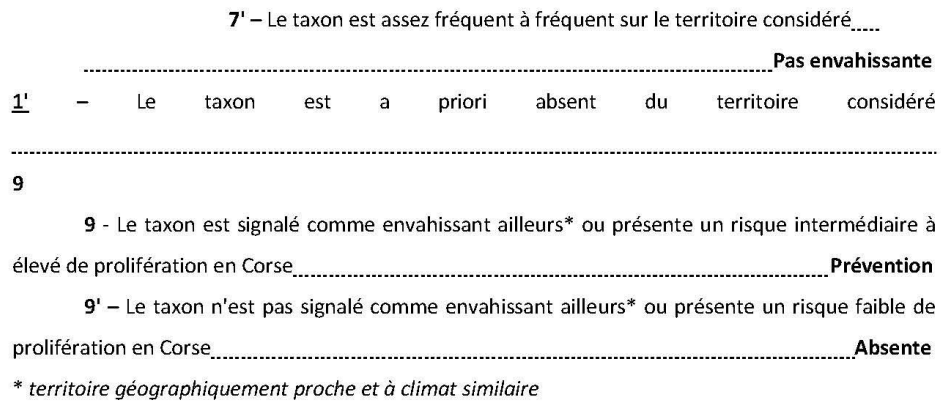 7' – Le taxon est assez fréquent à fréquent sur le territoire considéré
Pas envahissante
1' – Le taxon est a priori absent du territoire considéré
9
9 - Le taxon est signalé comme envahissant ailleurs* ou présente un risque intermédiaire à
élevé de prolifération en Corse Prévention
9' – Le taxon n'est pas signalé comme envahissant ailleurs* ou présente un risque faible de
prolifération en Corse Absente
* territoire géographiquement proche et à climat similaire